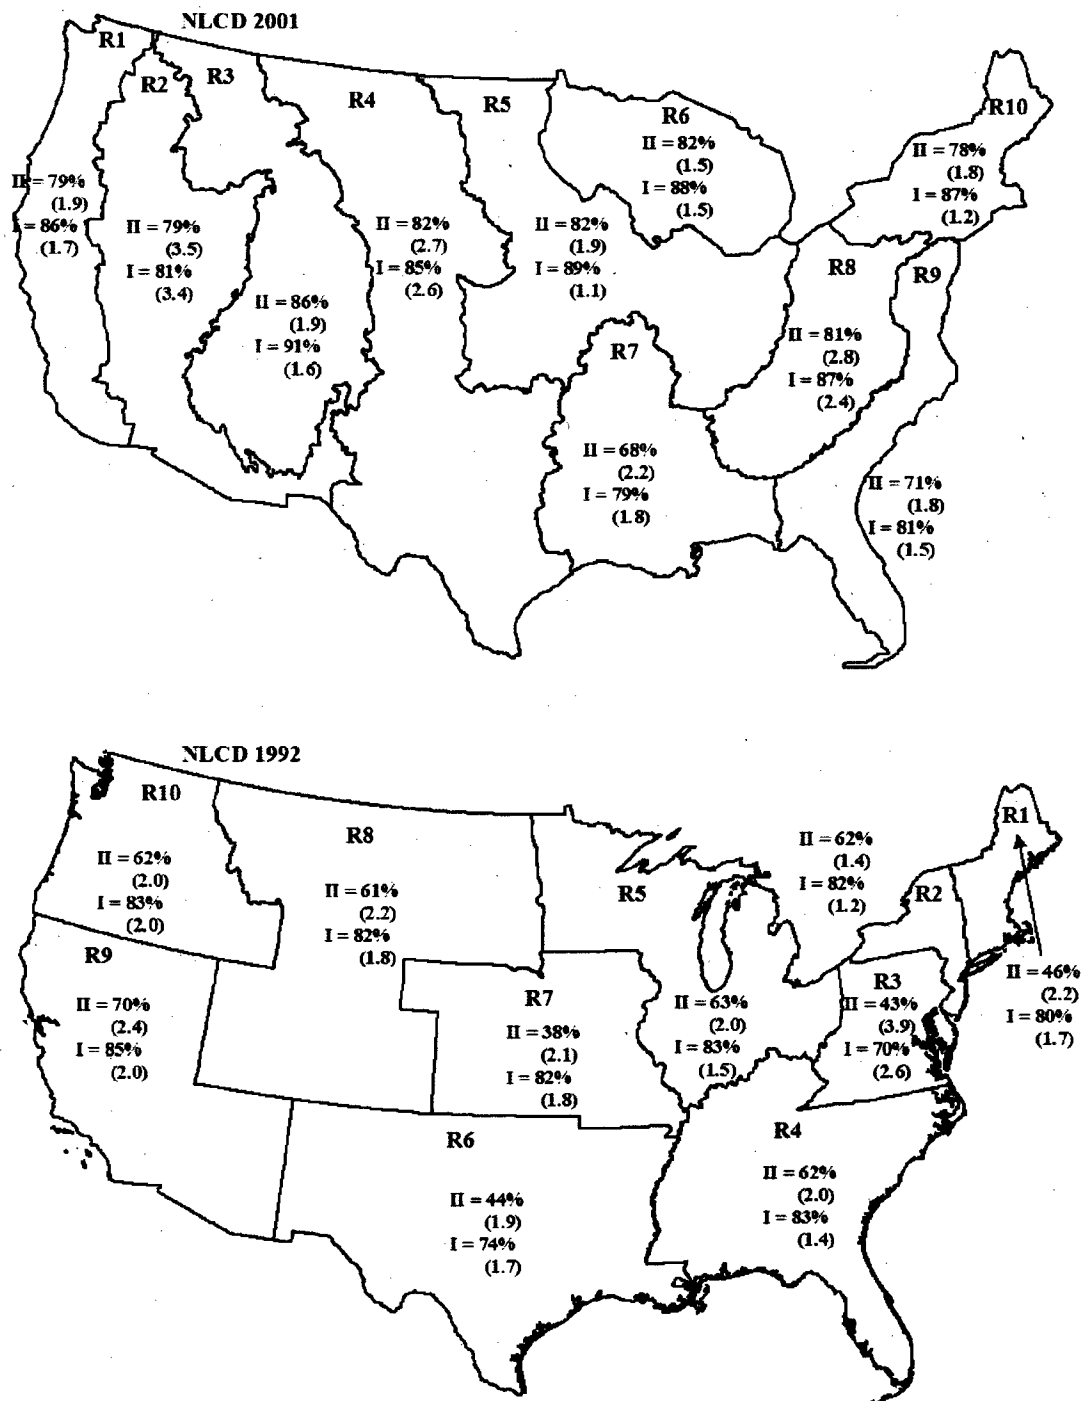 NLCD 2001
R1
R2
R3
R4
R5
R6
II = 82%
(1.5)
I = 88%
(1.5)
R10
II = 78%
(1.8)
I = 87%
(1.2)
II = 79%
(1.9)
I = 86%
(1.7)
II = 79%
(3.5)
I = 81%
(3.4)
II = 86%
(1.9)
I = 91%
(1.6)
II = 82%
(2.7)
I = 85%
(2.6)
II = 82%
(1.9)
I = 89%
(1.1)
R7
II = 68%
(2.2)
I = 79%
(1.8)
R8
II = 81%
(2.8)
I = 87%
(2.4)
R9
II = 71%
(1.8)
I = 81%
(1.5)
NLCD 1992
R10
II = 62%
(2.0)
I = 83%
(2.0)
R8
II = 61%
(2.2)
I = 82%
(1.8)
R5
II = 63%
(2.0)
I = 83%
(1.5)
II = 62%
(1.4)
I = 82%
(1.2)
R2
R1
II = 46%
(2.2)
I = 80%
(1.7)
R9
II = 70%
(2.4)
I = 85%
(2.0)
R7
II = 38%
(2.1)
I = 82%
(1.8)
R3
II = 43%
(3.9)
I = 70%
(2.6)
R6
II = 44%
(1.9)
I = 74%
(1.7)
R4
II = 62%
(2.0)
I = 83%
(1.4)